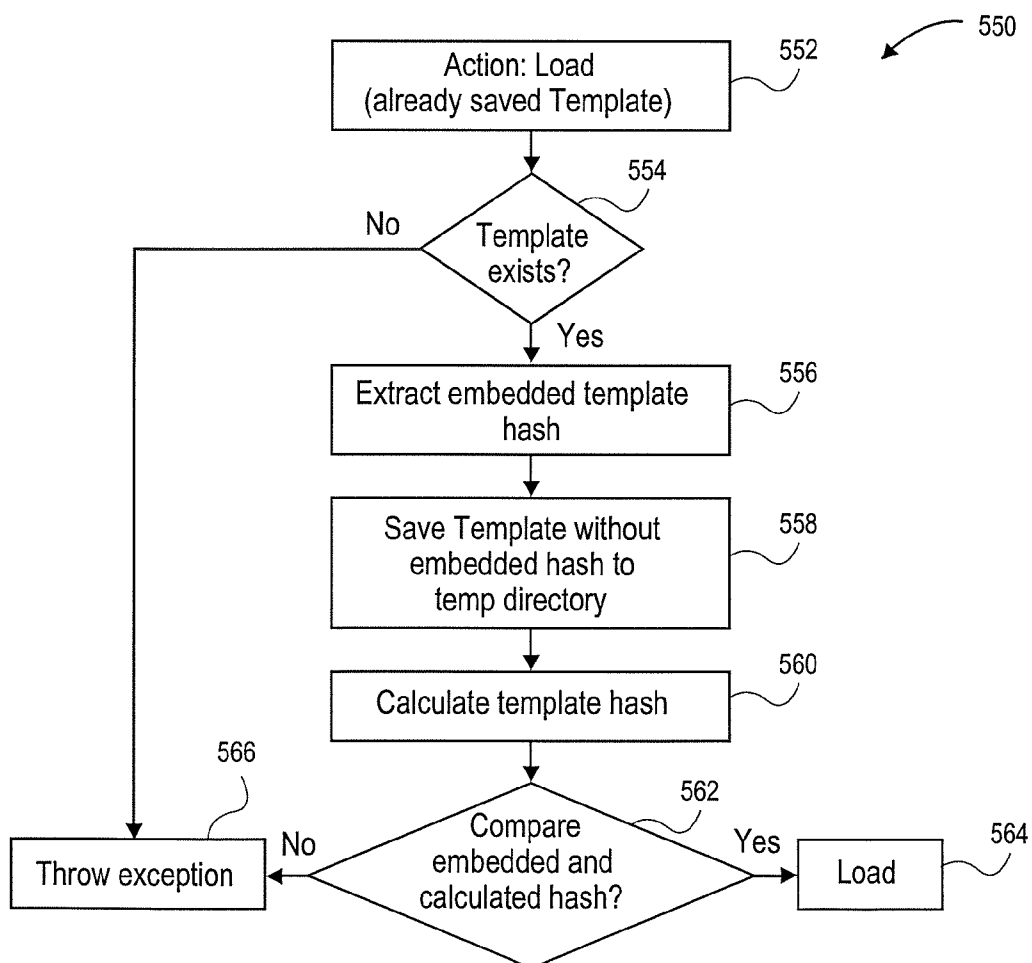 550
Action: Load
(already saved Template)
552
554
No
Template
exists?
Yes
Extract embedded template
hash
556
Save Template without
embedded hash to
temp directory
558
Calculate template hash
560
566
Throw exception
No
Compare
embedded and
calculated hash?
562
Yes
Load
564